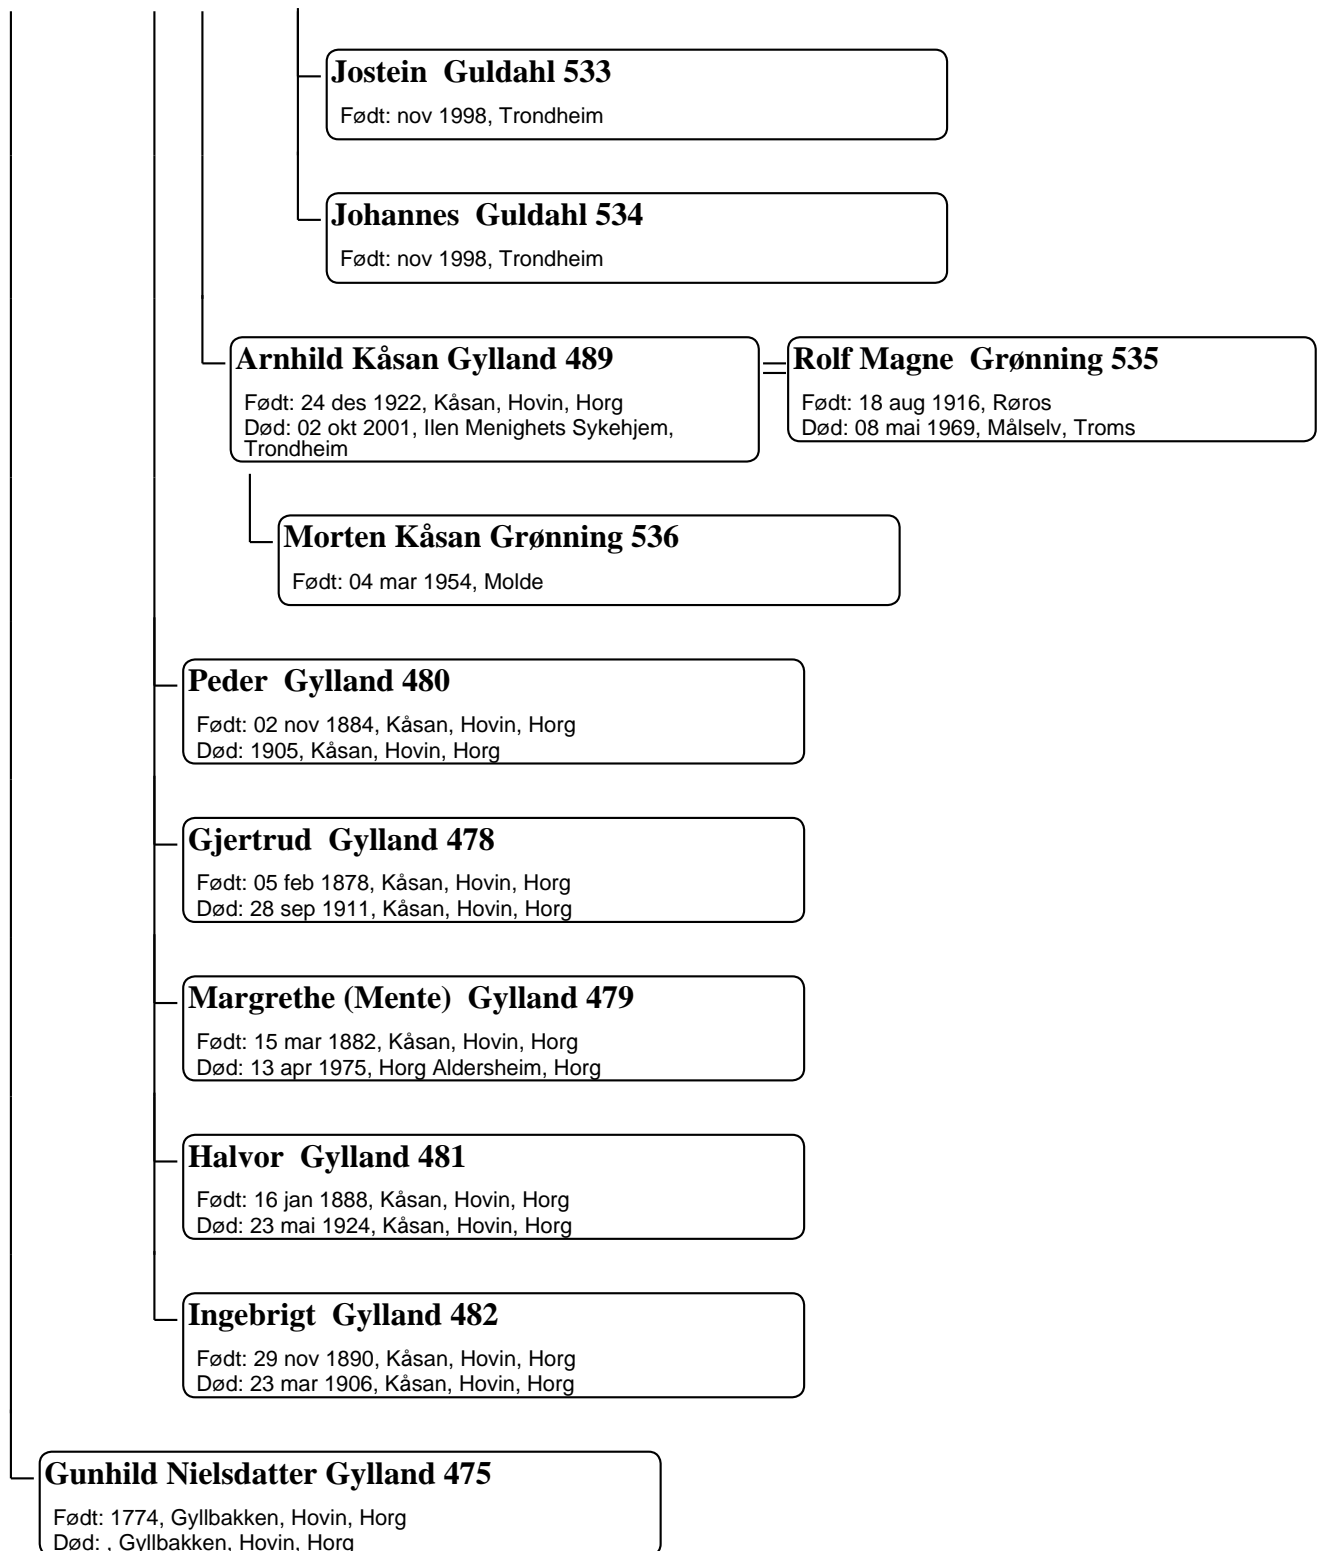 Jostein Guldahl 533
Født: nov 1998, Trondheim
Johannes Guldahl 534
Født: nov 1998, Trondheim
Arnhild Kåsan Gylland 489
Født: 24 des 1922, Kåsan, Hovin, Horg
Død: 02 okt 2001, Ilen Menighets Sykehjem,
Trondheim
Rolf Magne Grønning 535
Født: 18 aug 1916, Røros
Død: 08 mai 1969, Målselv, Troms
Morten Kåsan Grønning 536
Født: 04 mar 1954, Molde
Peder Gylland 480
Født: 02 nov 1884, Kåsan, Hovin, Horg
Død: 1905, Kåsan, Hovin, Horg
Gjertrud Gylland 478
Født: 05 feb 1878, Kåsan, Hovin, Horg
Død: 28 sep 1911, Kåsan, Hovin, Horg
Margrethe (Mente) Gylland 479
Født: 15 mar 1882, Kåsan, Hovin, Horg
Død: 13 apr 1975, Horg Aldersheim, Horg
Halvor Gylland 481
Født: 16 jan 1888, Kåsan, Hovin, Horg
Død: 23 mai 1924, Kåsan, Hovin, Horg
Ingebrigt Gylland 482
Født: 29 nov 1890, Kåsan, Hovin, Horg
Død: 23 mar 1906, Kåsan, Hovin, Horg
Gunhild Nielsdatter Gylland 475
Født: 1774, Gyllbakken, Hovin, Horg
Død: , Gyllbakken, Hovin, Horg